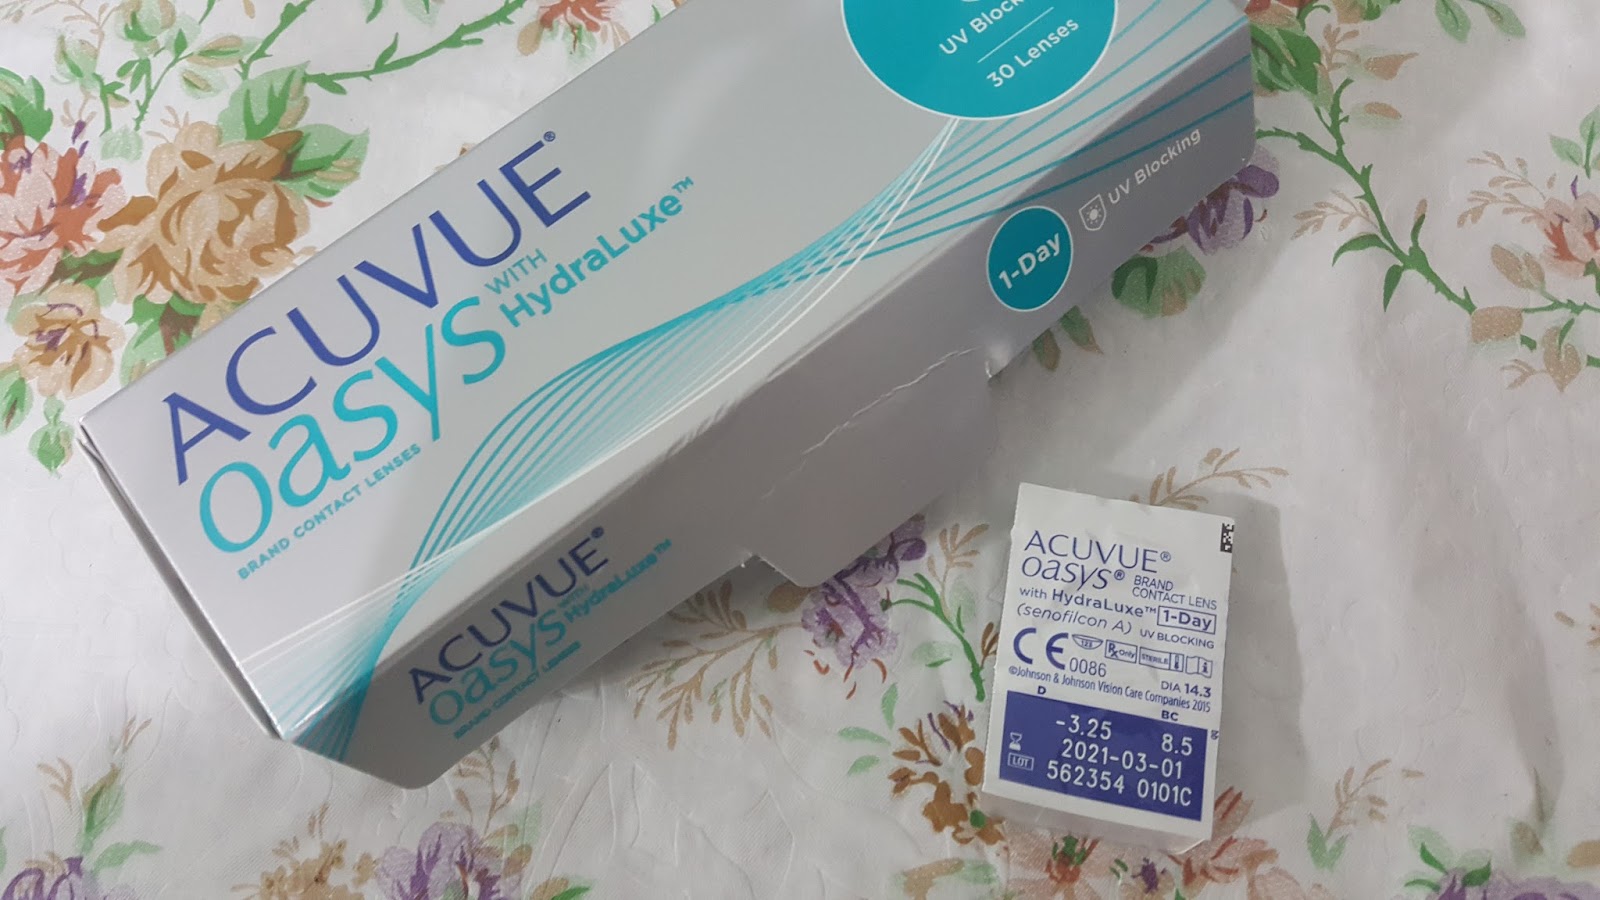 UV Block
30 Lenses
ACUVUE®
oasys WITH
HydraLuxe™
BRAND CONTACT LENSES
1-Day
UV Blocking
ACUVUE®
oasys WITH
HydraLuxe™
BRAND CONTACT LENSES
ACUVUE®
oasys® BRAND
CONTACT LENS
with HydraLuxe™ 1-Day
(senofilcon A) UV BLOCKING
CE 0086 123 Rx Only STERILE
DIA 14.3
©Johnson & Johnson Vision Care Companies 2015
D BC
-3.25 8.5
2021-03-01
LOT 562354 0101C